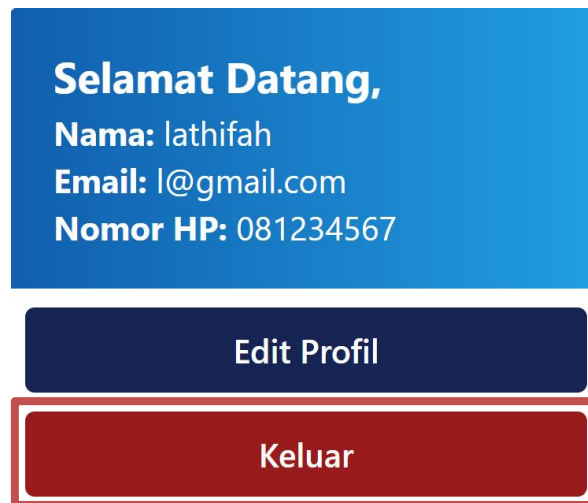 Selamat Datang,
Nama: lathifah
Email: l@gmail.com
Nomor HP: 081234567
Edit Profil
Keluar